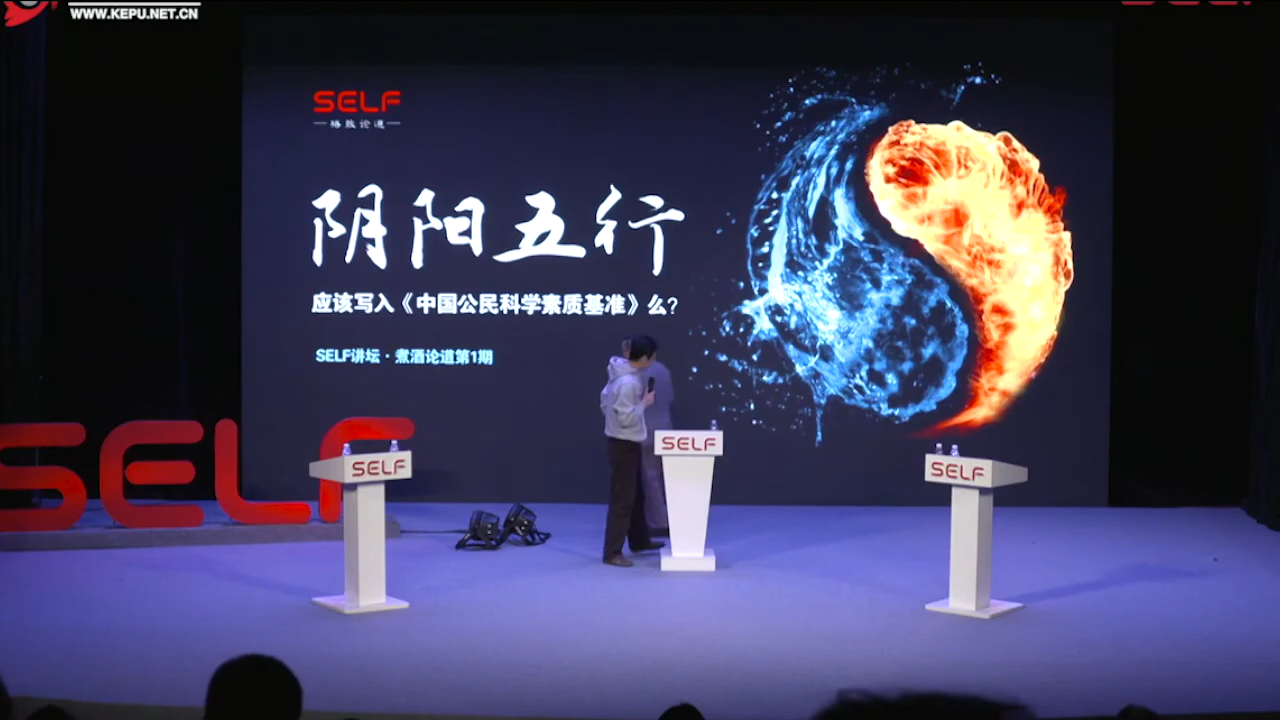 WWW.KEPU.NET.CN
SELF
格致论道
阴阳五行
应该写入《中国公民科学素质基准》么?
SELF讲坛·煮酒论道第1期
SELF
SELF
SELF
SELF